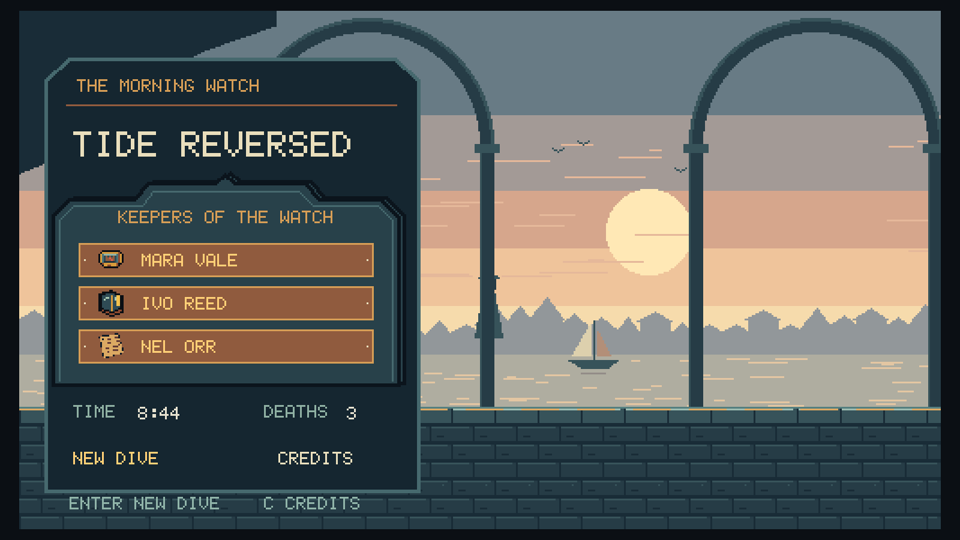 THE MORNING WATCH
TIDE REVERSED
KEEPERS OF THE WATCH
MARA VALE
IVO REED
NEL ORR
TIME 8:44 DEATHS 3
NEW DIVE CREDITS
ENTER NEW DIVE C CREDITS